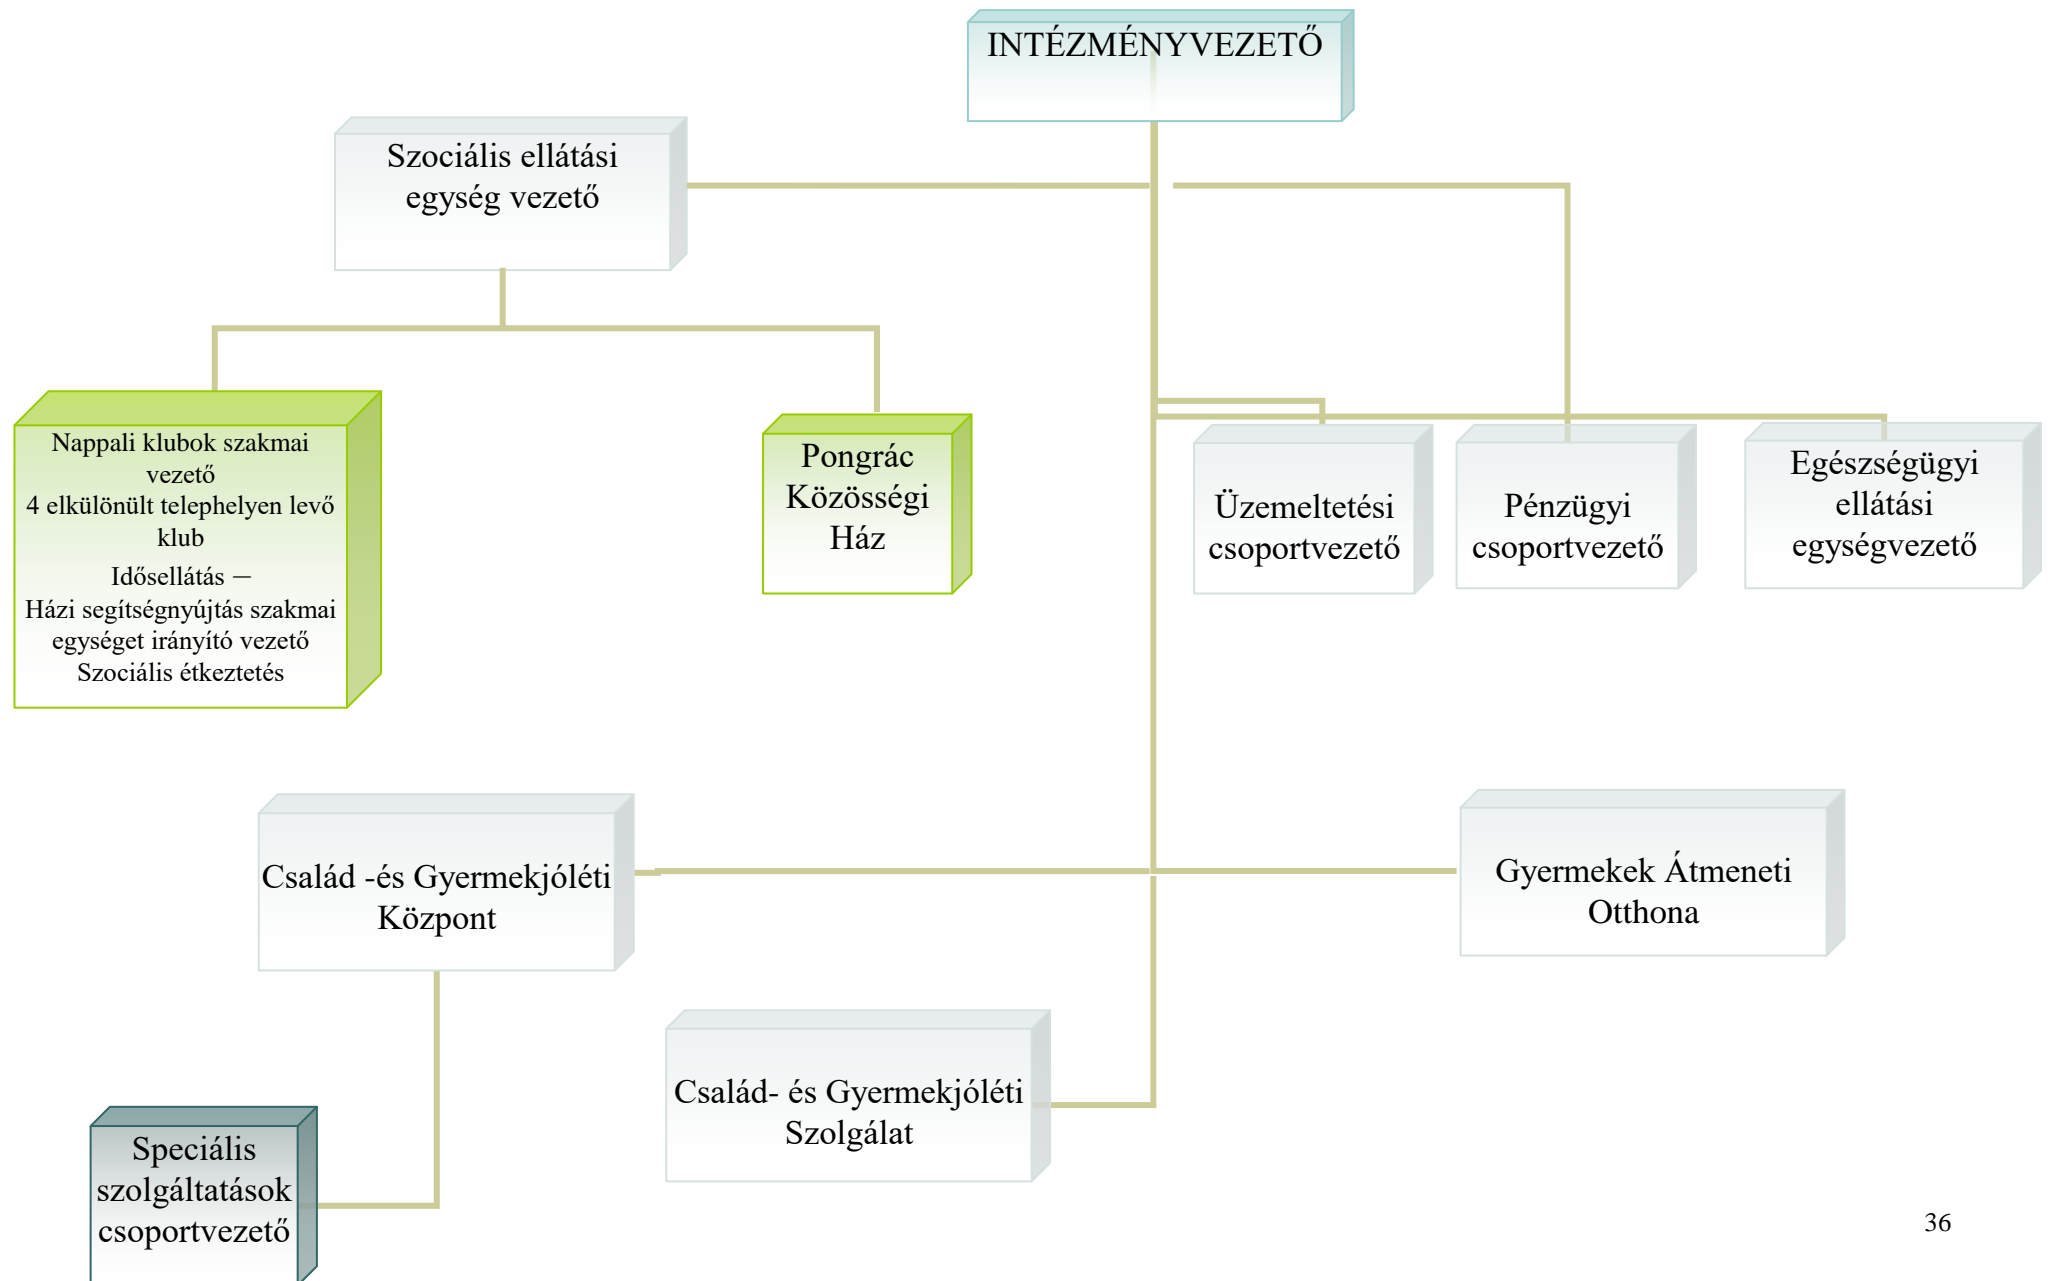 INTÉZMÉNYVEZETŐ
Szociális ellátási
egység vezető
Nappali klubok szakmai
vezető
4 elkülönült telephelyen levő
klub
Idősellátás –
Házi segítségnyújtás szakmai
egységet irányító vezető
Szociális étkeztetés
Pongrác
Közösségi
Ház
Üzemeltetési
csoportvezető
Pénzügyi
csoportvezető
Egészségügyi
ellátási
egységvezető
Család -és Gyermekjóléti
Központ
Gyermekek Átmeneti
Otthona
Család- és Gyermekjóléti
Szolgálat
Speciális
szolgáltatások
csoportvezető
36